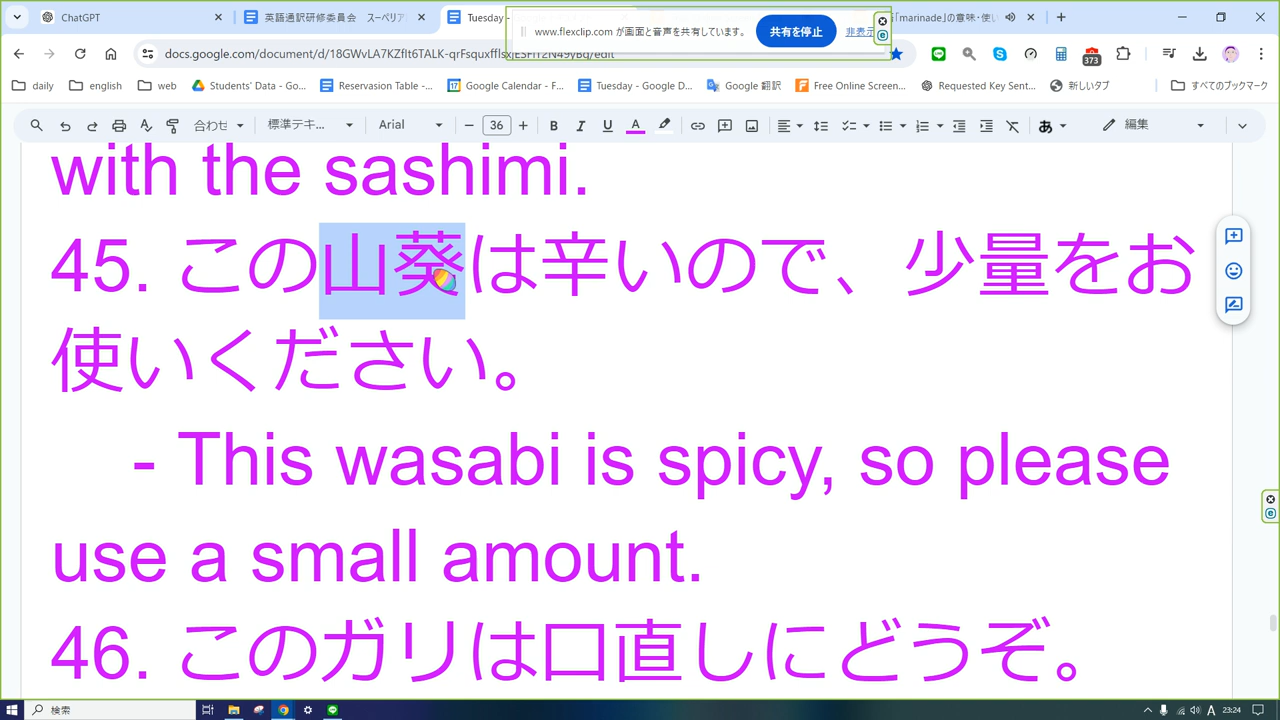 ChatGPT
英語通訳研修委員会 スーペリア
Tuesday -
www.flexclip.com が画面と音声を共有しています。
共有を停止
非表示
「marinade」の意味・使い
docs.google.com/document/d/
373
daily
english
web
Students' Data - Go...
Reservasion Table -...
Google Calendar - F...
Tuesday - Google D...
Google 翻訳
Free Online Screen...
Requested Key Sent...
新しいタブ
すべてのブックマーク
合わせ
標準テキ...
Arial
36
B
I
U
A
あ
編集
with the sashimi.
45. この山葵は辛いので、少量をお
使いください。
- This wasabi is spicy, so please
use a small amount.
46. このガリは口直しにどうぞ。
検索
A
23:24